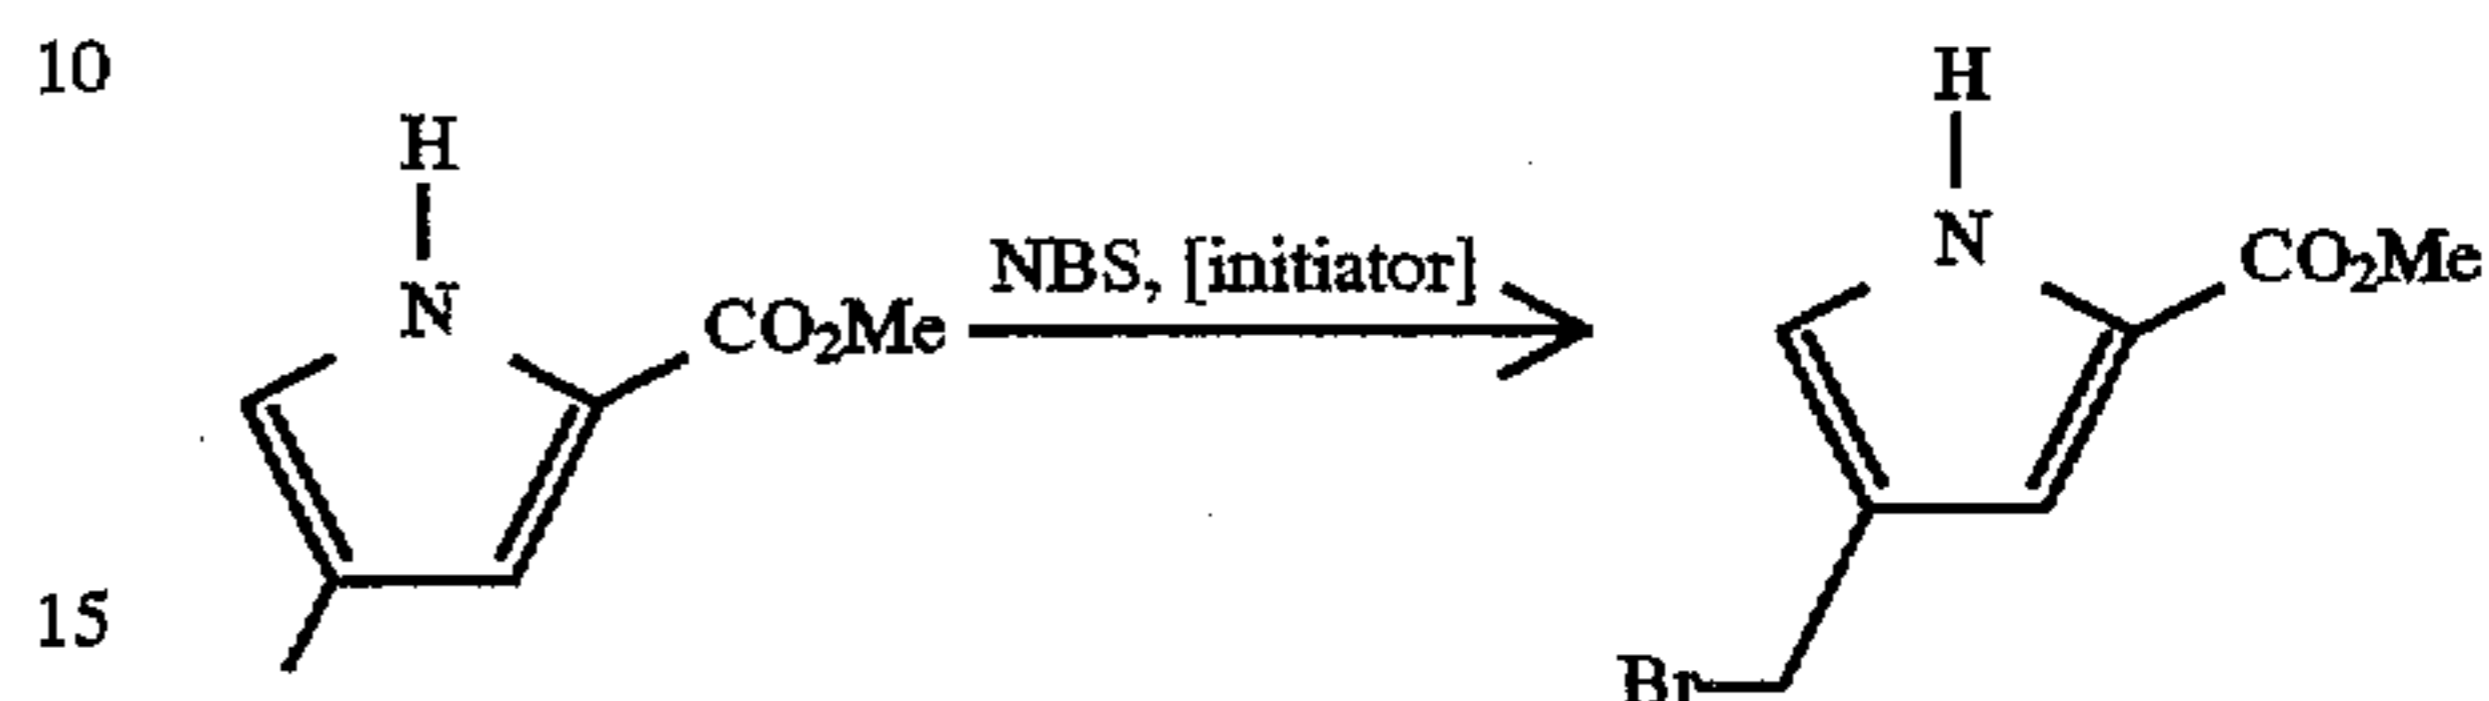 10
H
N
CO₂Me
NBS, [initiator]
H
N
CO₂Me
15
Br